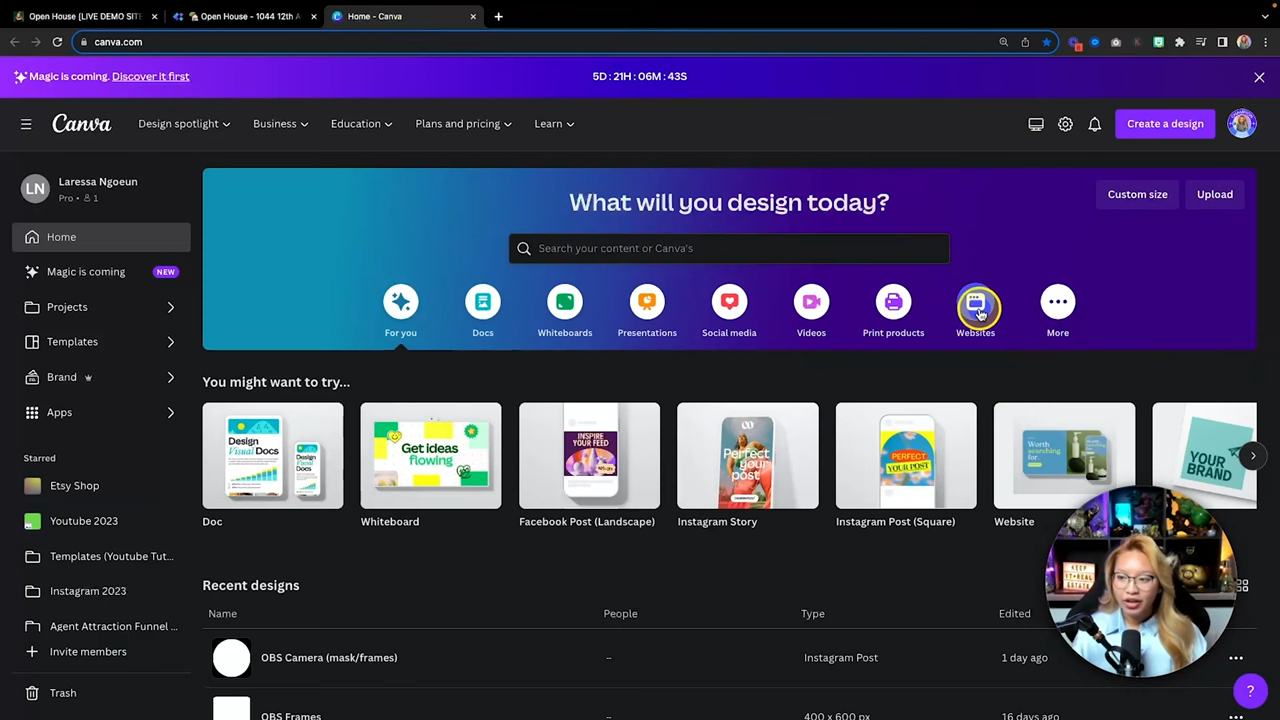 Open House [LIVE DEMO SITE
Open House - 1044 12th A
Home - Canva
canva.com
Magic is coming. Discover it first
5D : 21H : 06M : 43S
Canva
Design spotlight
Business
Education
Plans and pricing
Learn
Create a design
LN
Laressa Ngoeun
Pro • 1
What will you design today?
Custom size
Upload
Search your content or Canva's
Home
Magic is coming
NEW
Projects
Templates
Brand
Apps
For you
Docs
Whiteboards
Presentations
Social media
Videos
Print products
Websites
More
You might want to try...
Design
Visual
Docs
Get ideas
flowing
INSPIRE
YOUR FEED
Perfect
your
post
PERFECT
YOUR POST
Worth
searching
for.
YOUR
BRAND
Doc
Whiteboard
Facebook Post (Landscape)
Instagram Story
Instagram Post (Square)
Website
Starred
Etsy Shop
Youtube 2023
Templates (Youtube Tut...
Instagram 2023
Agent Attraction Funnel ...
Invite members
Trash
Recent designs
Name
People
Type
Edited
OBS Camera (mask/frames)
--
Instagram Post
1 day ago
OBS Frames
--
400 x 600 px
16 days ago
KEEP
IT REAL
ESTATE
?